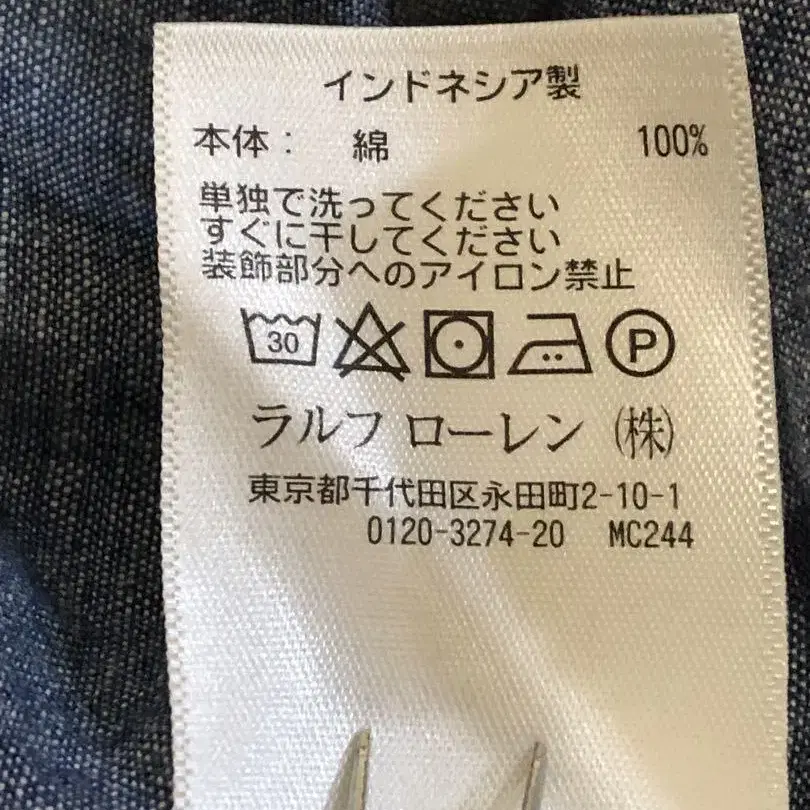 インドネシア製
本体： 綿 100%
単独で洗ってください
すぐに干してください
装飾部分へのアイロン禁止
30 P
ラルフ ローレン (株)
東京都千代田区永田町2-10-1
0120-3274-20 MC244